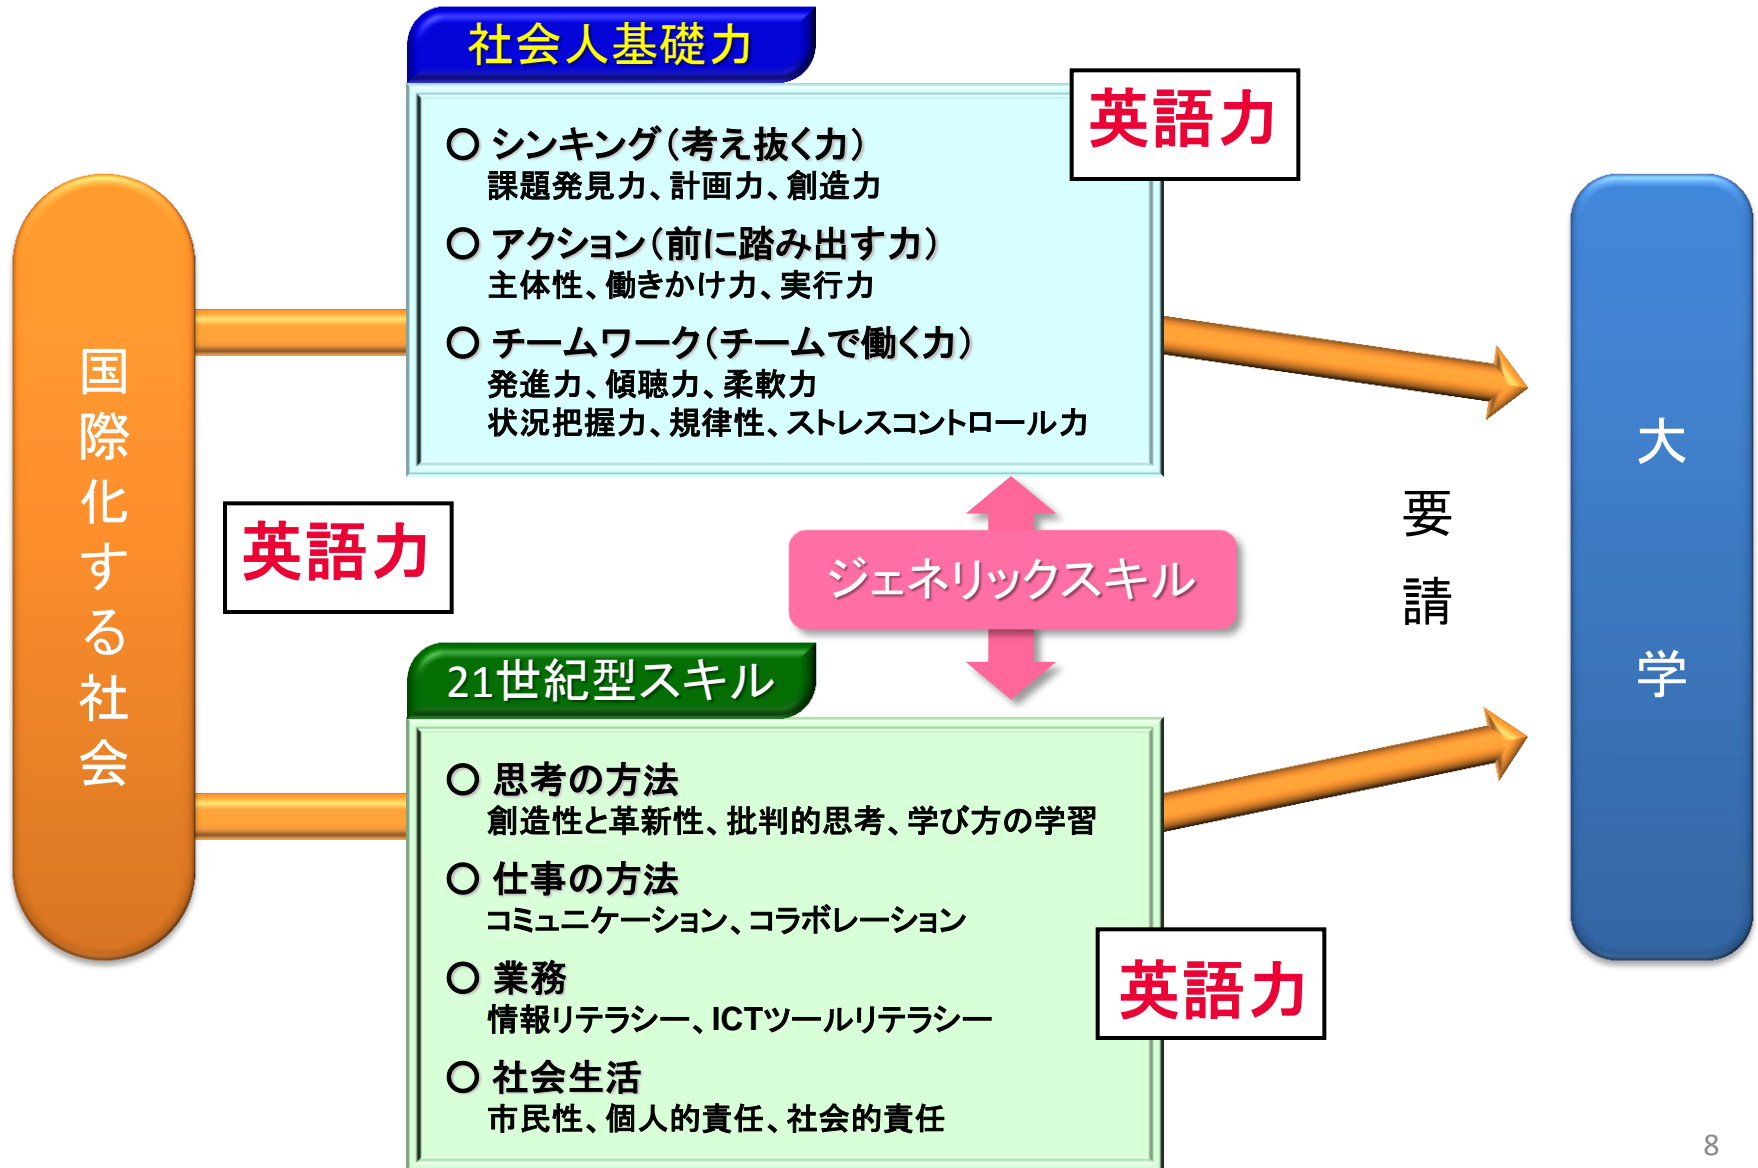 社会人基礎力
英語力
○ シンキング（考え抜く力）
課題発見力、計画力、創造力
○ アクション（前に踏み出す力）
主体性、働きかけ力、実行力
○ チームワーク（チームで働く力）
発進力、傾聴力、柔軟力
状況把握力、規律性、ストレスコントロール力
国際化する社会
英語力
ジェネリックスキル
要請
大学
21世紀型スキル
○ 思考の方法
創造性と革新性、批判的思考、学び方の学習
○ 仕事の方法
コミュニケーション、コラボレーション
英語力
○ 業務
情報リテラシー、ICTツールリテラシー
○ 社会生活
市民性、個人的責任、社会的責任
8